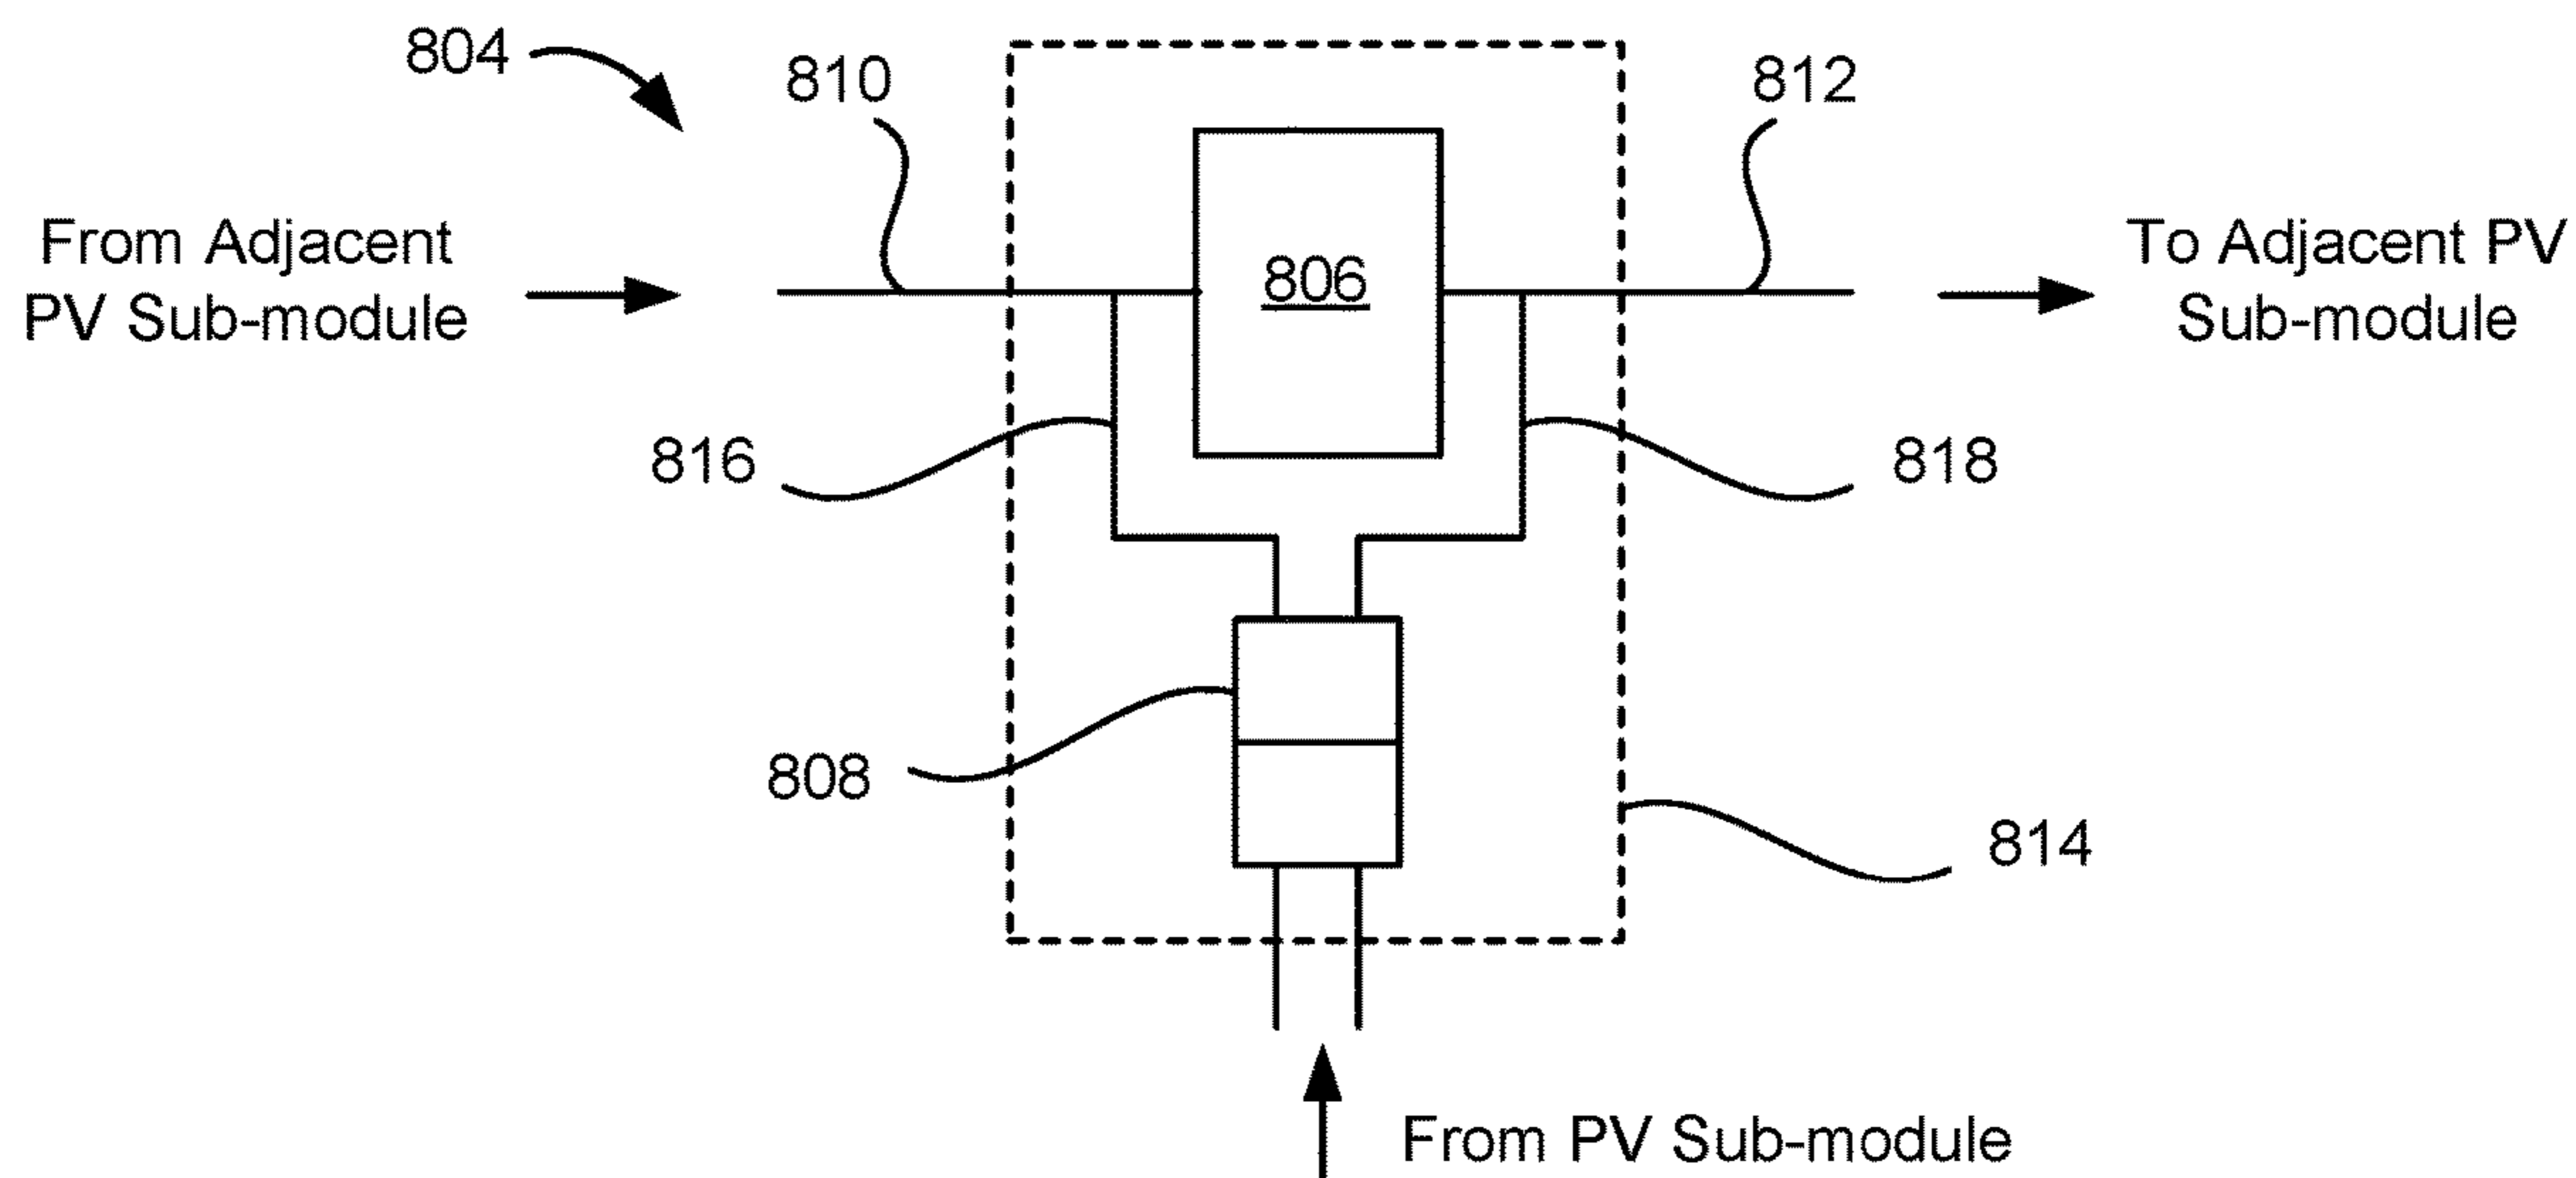 804
810
812
From Adjacent
PV Sub-module
806
To Adjacent PV
Sub-module
816
818
808
814
From PV Sub-module